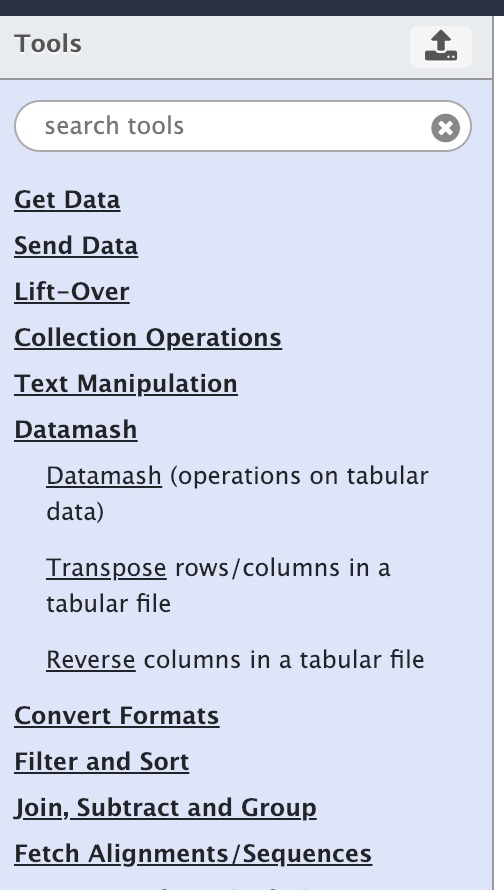 Tools
search tools
Get Data
Send Data
Lift-Over
Collection Operations
Text Manipulation
Datamash
Datamash (operations on tabular
data)
Transpose rows/columns in a
tabular file
Reverse columns in a tabular file
Convert Formats
Filter and Sort
Join, Subtract and Group
Fetch Alignments/Sequences